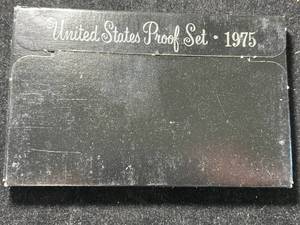 United States Proof Set • 1975